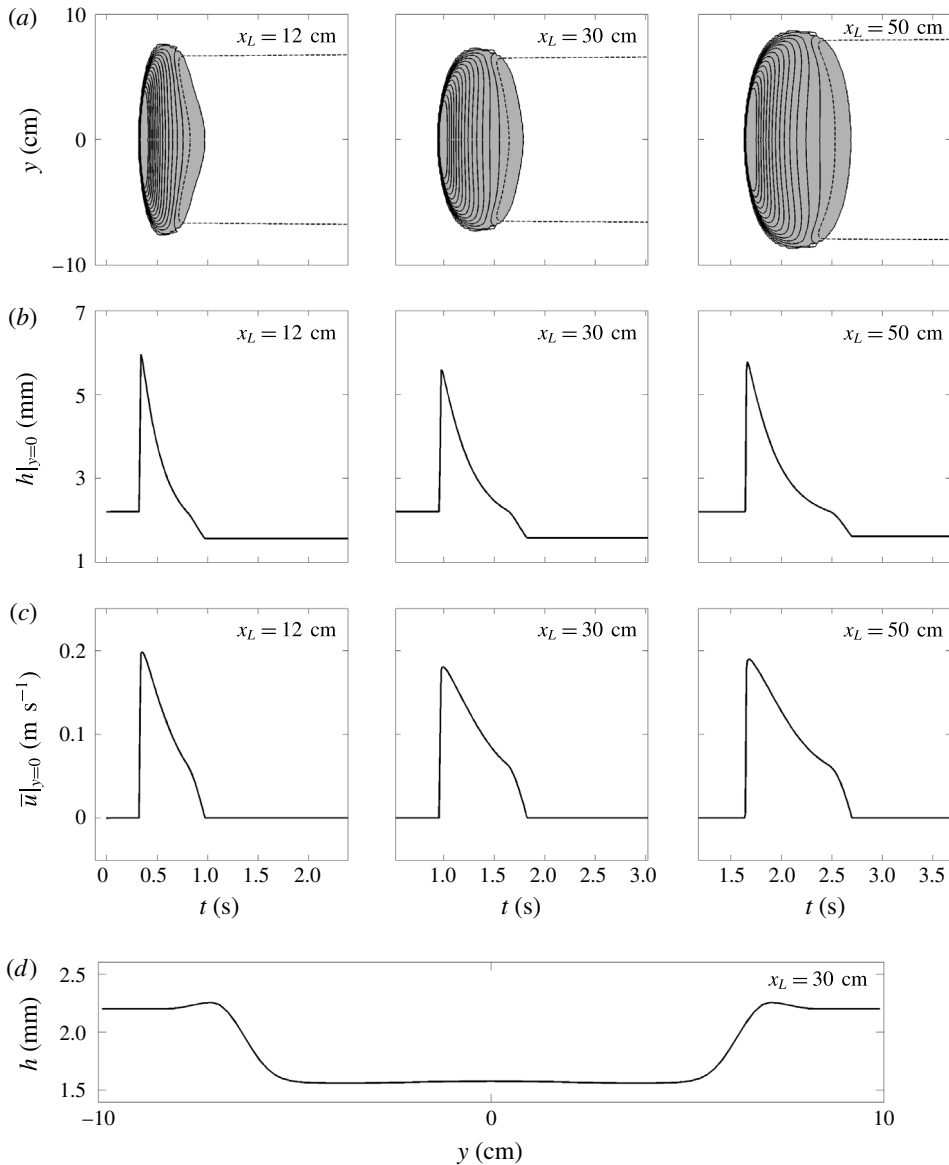 (a)
10
0
−10
y (cm)
x_L = 12 cm
x_L = 30 cm
x_L = 50 cm
(b)
7
5
3
1
h|_{y=0} (mm)
x_L = 12 cm
x_L = 30 cm
x_L = 50 cm
(c)
0.2
0.1
0
u̅|_{y=0} (m s⁻¹)
x_L = 12 cm
x_L = 30 cm
x_L = 50 cm
0 0.5 1.0 1.5 2.0
1.0 1.5 2.0 2.5 3.0
1.5 2.0 2.5 3.0 3.5
t (s)
t (s)
t (s)
(d)
2.5
2.0
1.5
h (mm)
x_L = 30 cm
−10 0 10
y (cm)